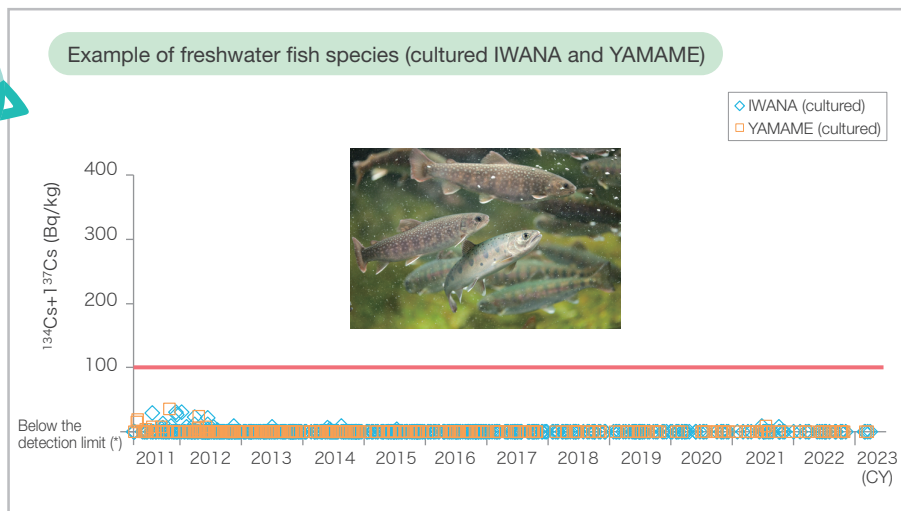 Example of freshwater fish species (cultured IWANA and YAMAME)
IWANA (cultured)
YAMAME (cultured)
134Cs+137Cs (Bq/kg)
400
300
200
100
Below the
detection limit (*)
2011 2012 2013 2014 2015 2016 2017 2018 2019 2020 2021 2022 2023
(CY)